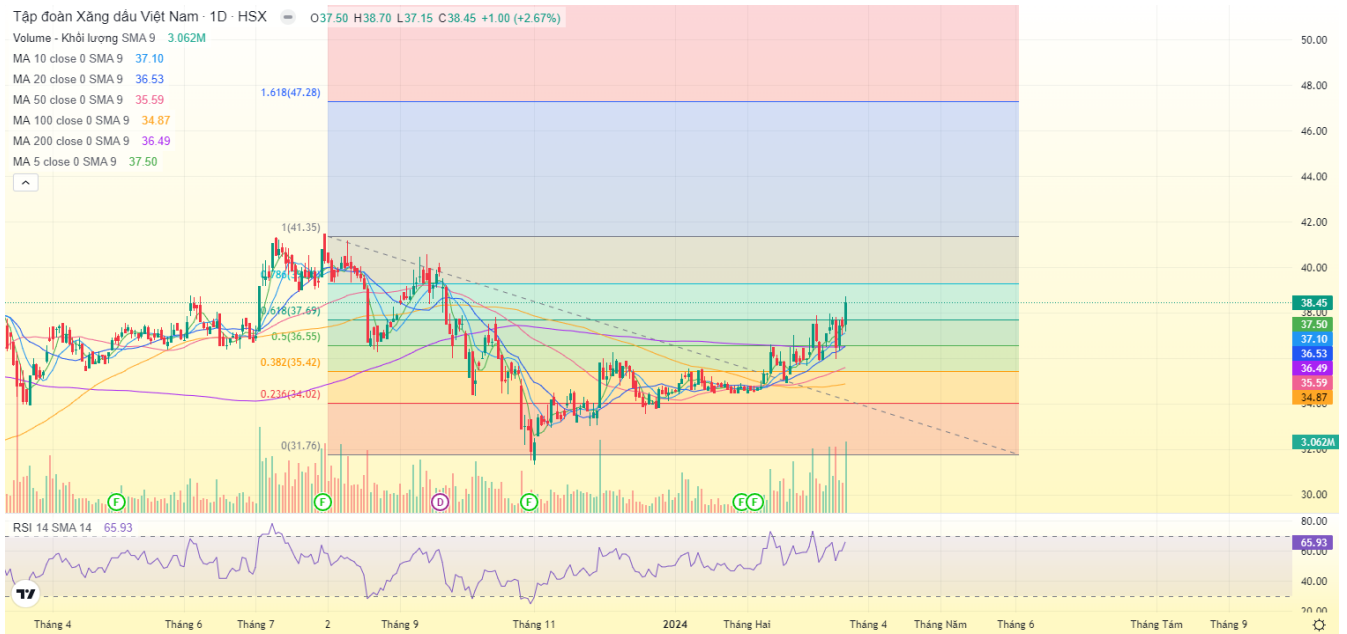 Tập đoàn Xăng dầu Việt Nam · 1D · HSX O37.50 H38.70 L37.15 C38.45 +1.00 (+2.67%)
Volume - Khối lượng SMA 9 3.062M
MA 10 close 0 SMA 9 37.10
MA 20 close 0 SMA 9 36.53
MA 50 close 0 SMA 9 35.59
MA 100 close 0 SMA 9 34.87
MA 200 close 0 SMA 9 36.49
MA 5 close 0 SMA 9 37.50
50.00
48.00
1.618(47.28)
46.00
44.00
42.00
1(41.35)
40.00
38.45
38.00
0.618(37.69)
37.50
37.10
0.5(36.55)
36.53
36.49
0.382(35.42)
35.59
34.87
0.236(34.02)
34.00
0(31.76)
3.062M
32.00
30.00
F F D F F F
RSI 14 SMA 14 65.93
80.00
65.93
60.00
40.00
20.00
Tháng 4 Tháng 6 Tháng 7 2 Tháng 9 Tháng 11 2024 Tháng Hai Tháng 4 Tháng Năm Tháng 6 Tháng Tám Tháng 9